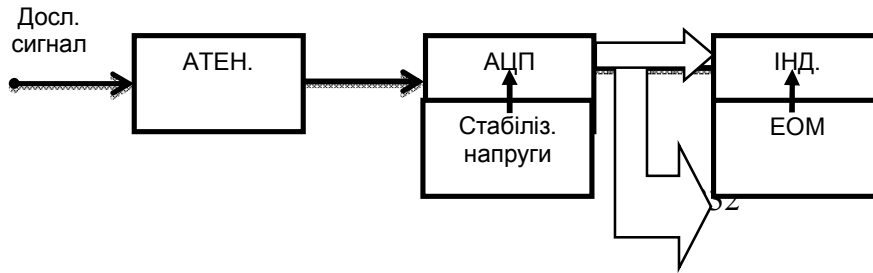 Досл.
сигнал
АТЕН.
АЦП
ІНД.
Стабіліз.
напруги
ЕОМ